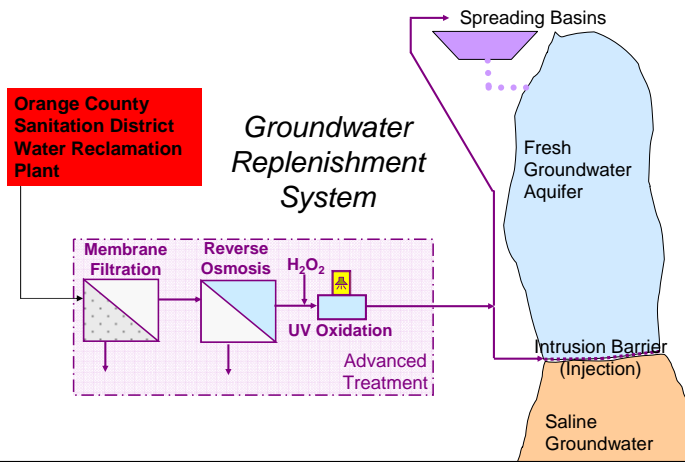 Spreading Basins
Orange County
Sanitation District
Water Reclamation
Plant
Groundwater
Replenishment
System
Fresh
Groundwater
Aquifer
Membrane
Filtration
Reverse
Osmosis
H₂O₂
UV Oxidation
Advanced
Treatment
Intrusion Barrier
(Injection)
Saline
Groundwater